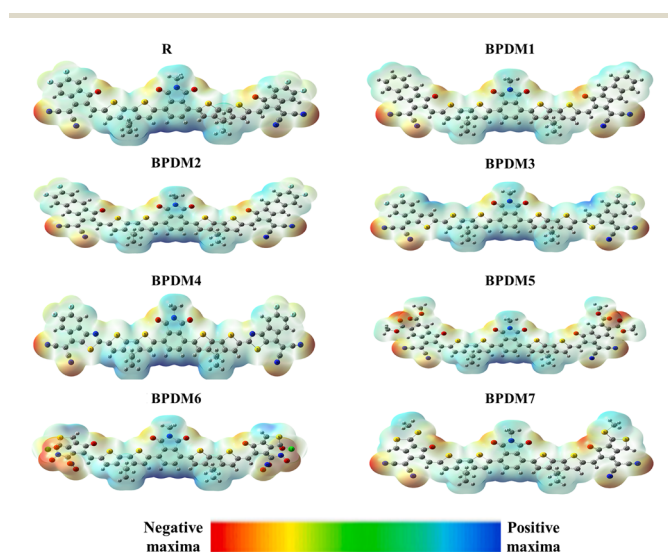 R
BPDM1
BPDM2
BPDM3
BPDM4
BPDM5
BPDM6
BPDM7
Negative maxima
Positive maxima